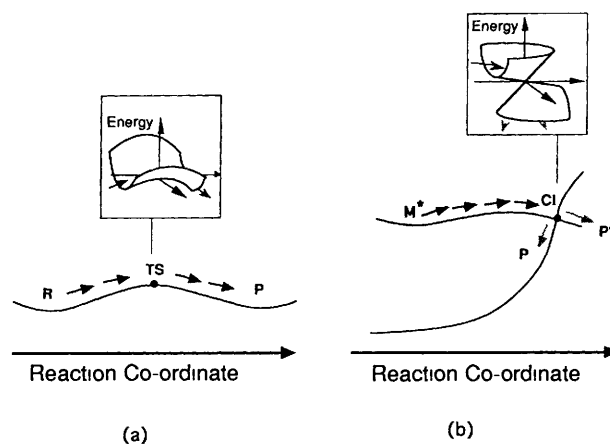 Energy
TS
R
P
Reaction Co-ordinate
(a)
Energy
CI
M*
P'
P
Reaction Co-ordinate
(b)